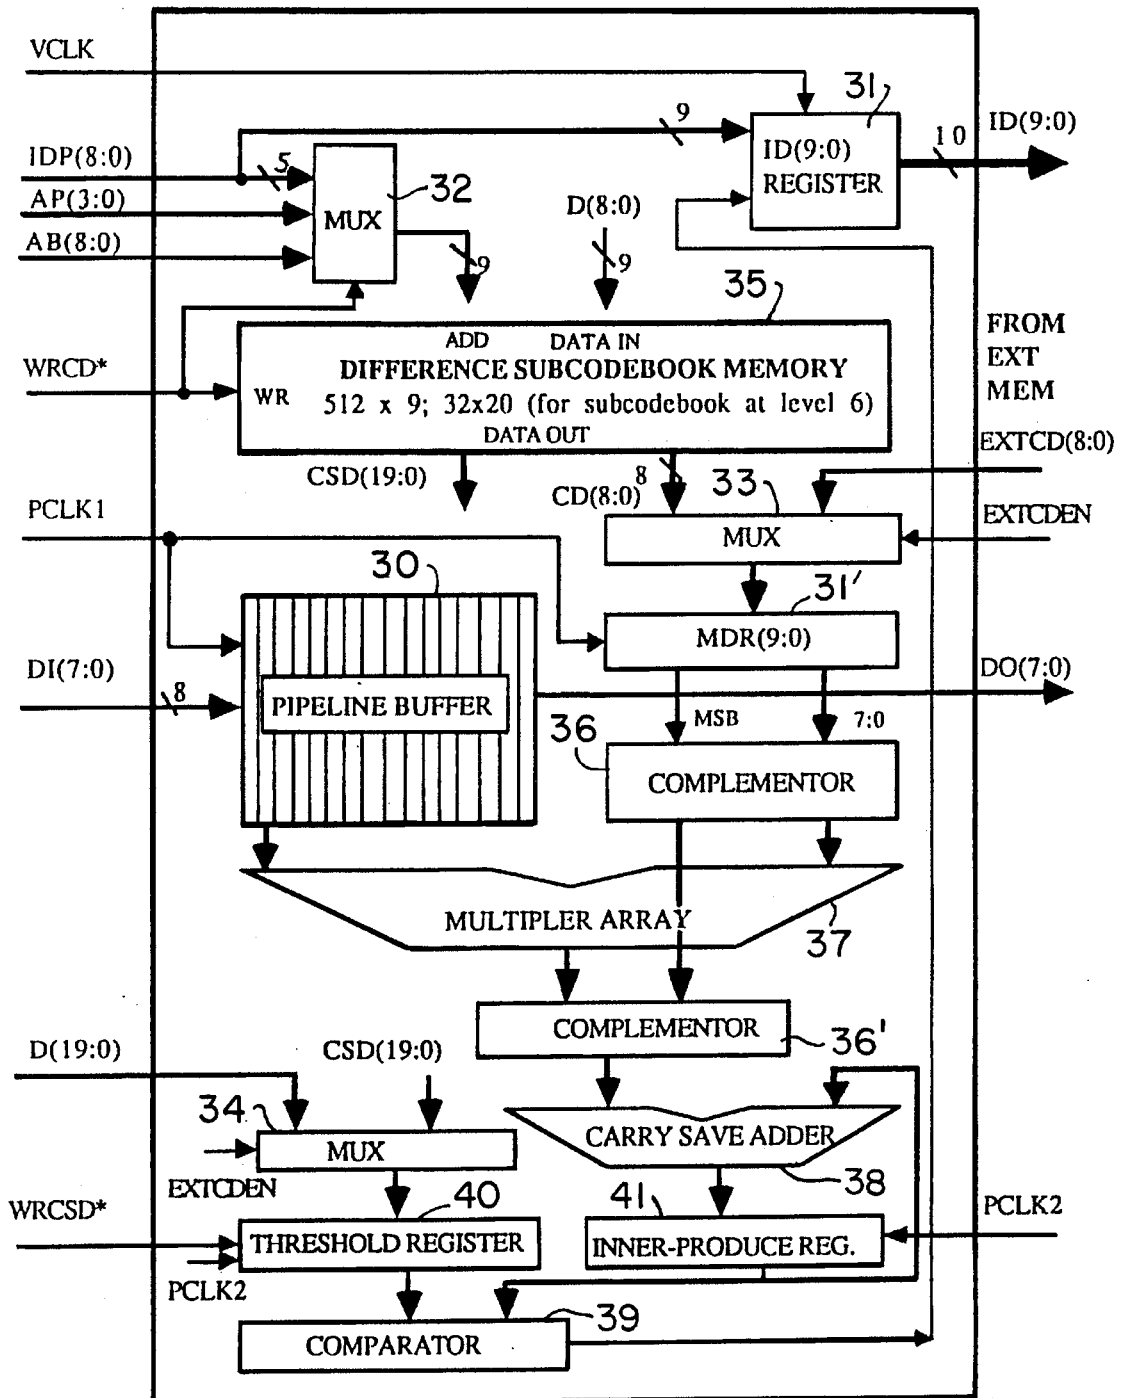 VCLK
31
9
ID(9:0)
REGISTER
10
ID(9:0)
IDP(8:0)
5
MUX
32
AP(3:0)
AB(8:0)
9
D(8:0)
9
35
WRCD*
WR
ADD
DATA IN
DIFFERENCE SUBCODEBOOK MEMORY
512 x 9; 32x20 (for subcodebook at level 6)
DATA OUT
FROM
EXT
MEM
EXTCD(8:0)
CSD(19:0)
CD(8:0)
8
33
MUX
EXTCDEN
PCLK1
30
31'
MDR(9:0)
DI(7:0)
8
PIPELINE BUFFER
DO(7:0)
MSB
7:0
36
COMPLEMENTOR
MULTIPLER ARRAY
37
COMPLEMENTOR
36'
D(19:0)
CSD(19:0)
34
MUX
EXTCDEN
CARRY SAVE ADDER
38
WRCSD*
40
THRESHOLD REGISTER
PCLK2
41
INNER-PRODUCE REG.
PCLK2
39
COMPARATOR